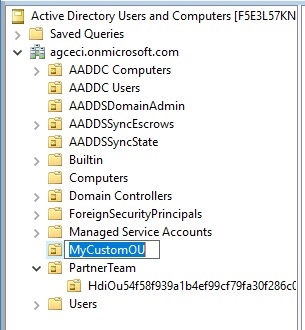 Active Directory Users and Computers [F5E3L57KN
Saved Queries
agceci.onmicrosoft.com
AADDC Computers
AADDC Users
AADDSDomainAdmin
AADDSSyncEscrows
AADDSSyncState
Builtin
Computers
Domain Controllers
ForeignSecurityPrincipals
Managed Service Accounts
MyCustomOU
PartnerTeam
HdiOu54f58f939a1b4ef99cf79fa30f286c0
Users